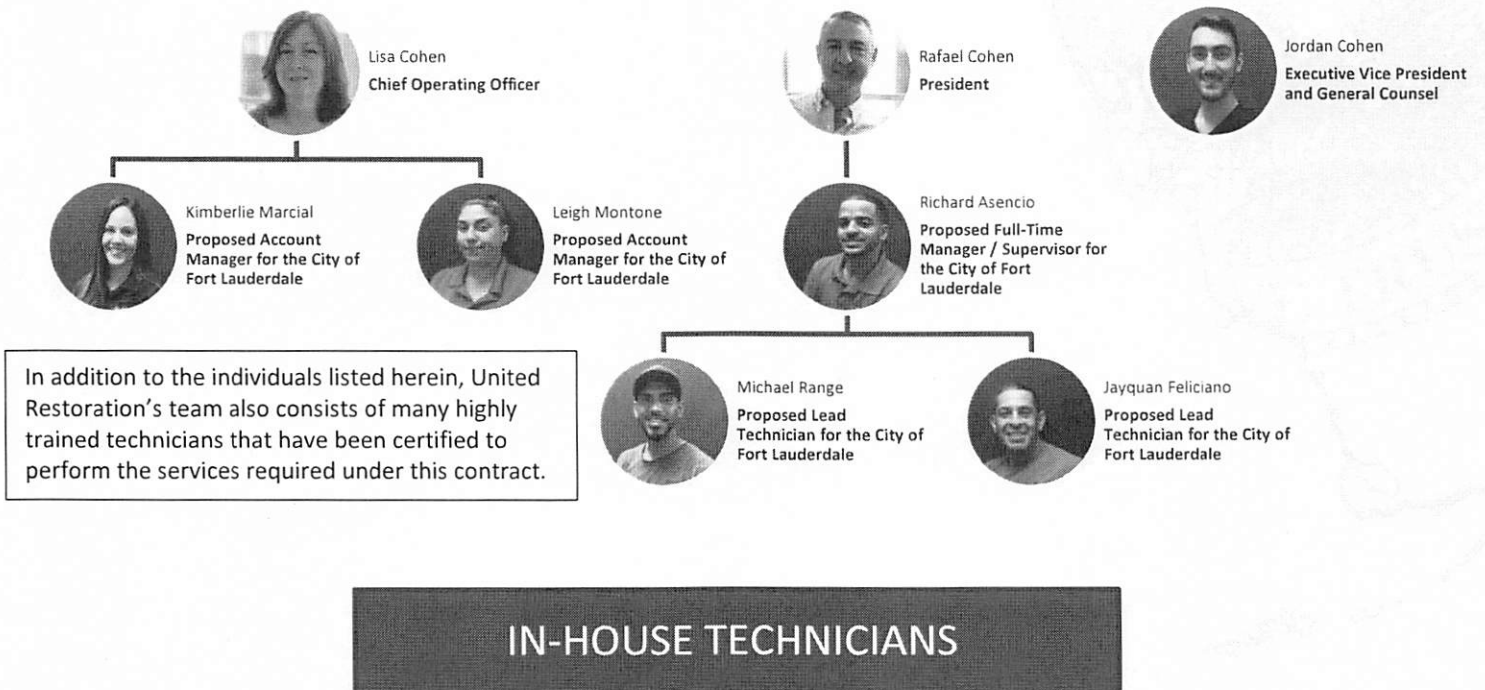 Lisa Cohen
Chief Operating Officer
Rafael Cohen
President
Jordan Cohen
Executive Vice President
and General Counsel
Kimberlie Marcial
Proposed Account
Manager for the City of
Fort Lauderdale
Leigh Montone
Proposed Account
Manager for the City of
Fort Lauderdale
Richard Asencio
Proposed Full-Time
Manager / Supervisor for
the City of Fort
Lauderdale
In addition to the individuals listed herein, United
Restoration's team also consists of many highly
trained technicians that have been certified to
perform the services required under this contract.
Michael Range
Proposed Lead
Technician for the City of
Fort Lauderdale
Jayquan Feliciano
Proposed Lead
Technician for the City of
Fort Lauderdale
IN-HOUSE TECHNICIANS